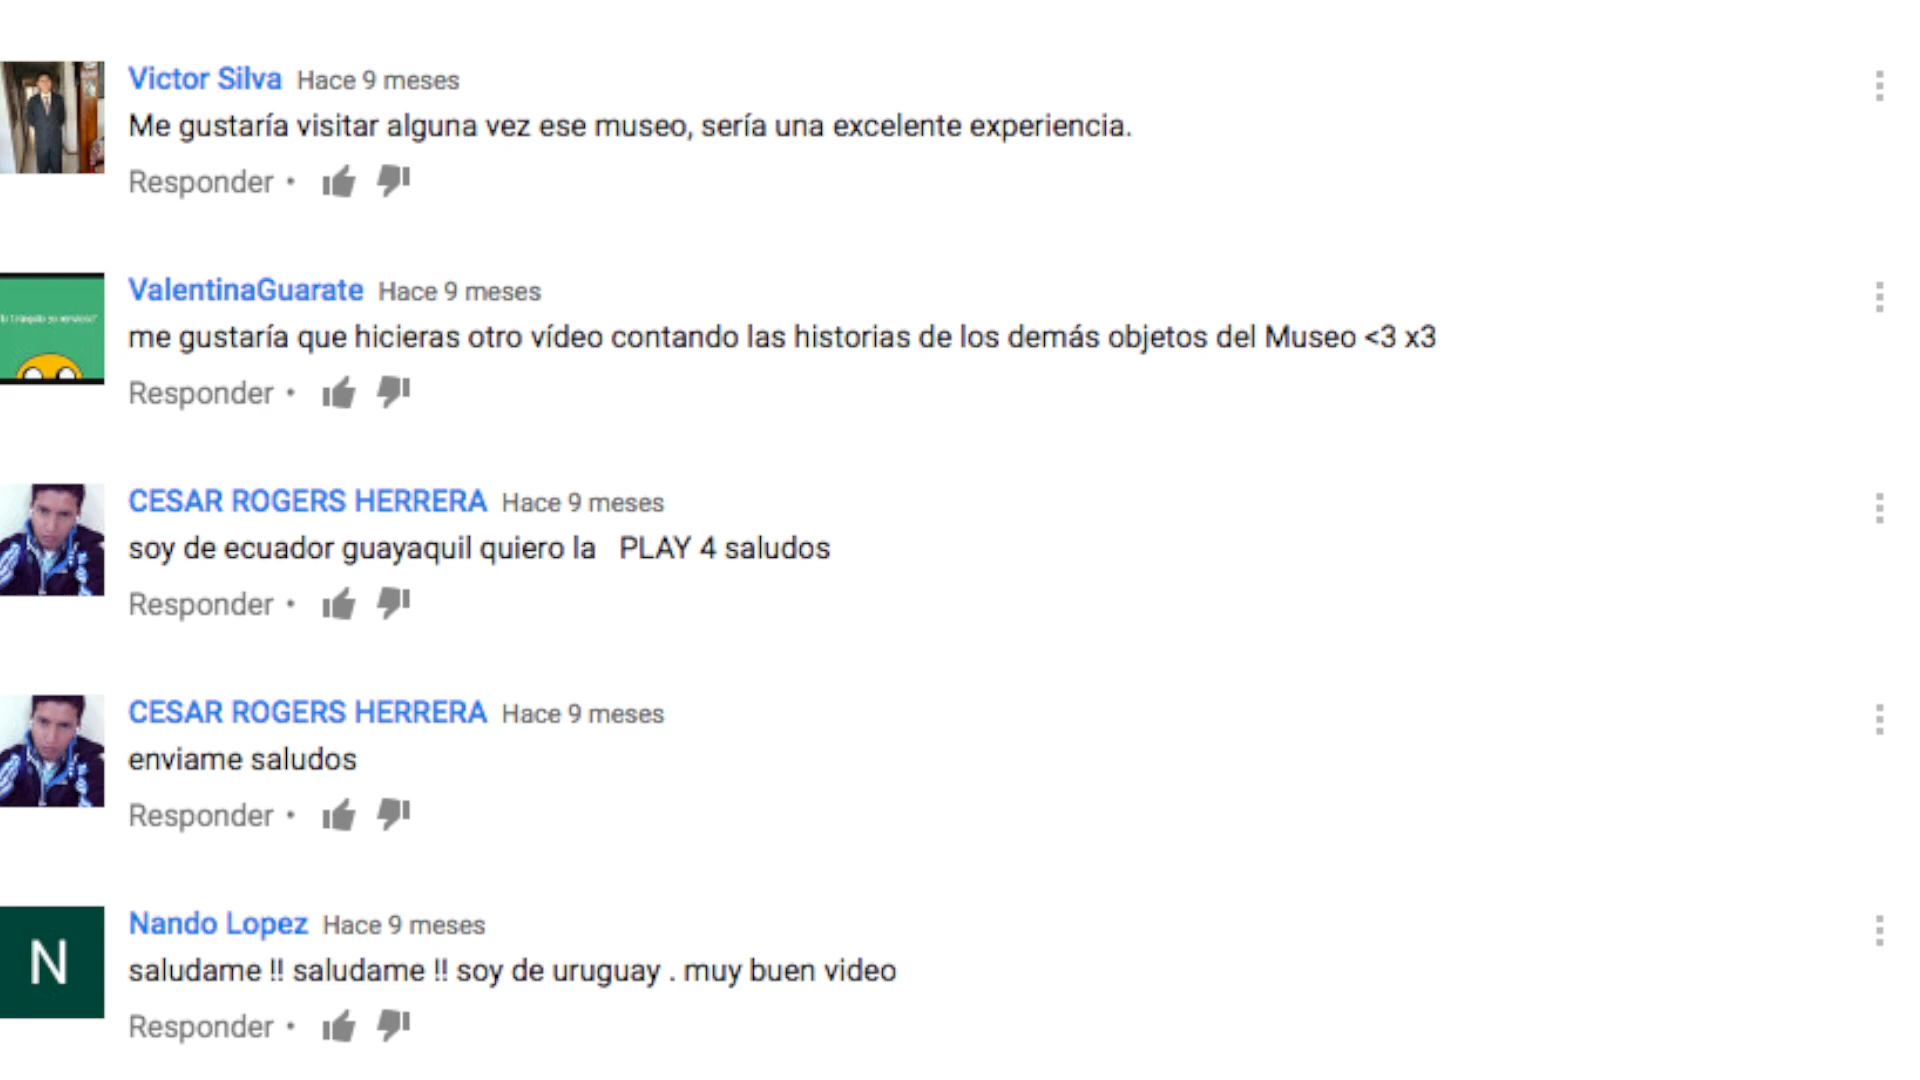 Victor Silva Hace 9 meses
Me gustaría visitar alguna vez ese museo, sería una excelente experiencia.
Responder •
ValentinaGuarate Hace 9 meses
me gustaría que hicieras otro vídeo contando las historias de los demás objetos del Museo <3 x3
Responder •
CESAR ROGERS HERRERA Hace 9 meses
soy de ecuador guayaquil quiero la   PLAY 4 saludos
Responder •
CESAR ROGERS HERRERA Hace 9 meses
enviame saludos
Responder •
N
Nando Lopez Hace 9 meses
saludame !! saludame !! soy de uruguay . muy buen video
Responder •